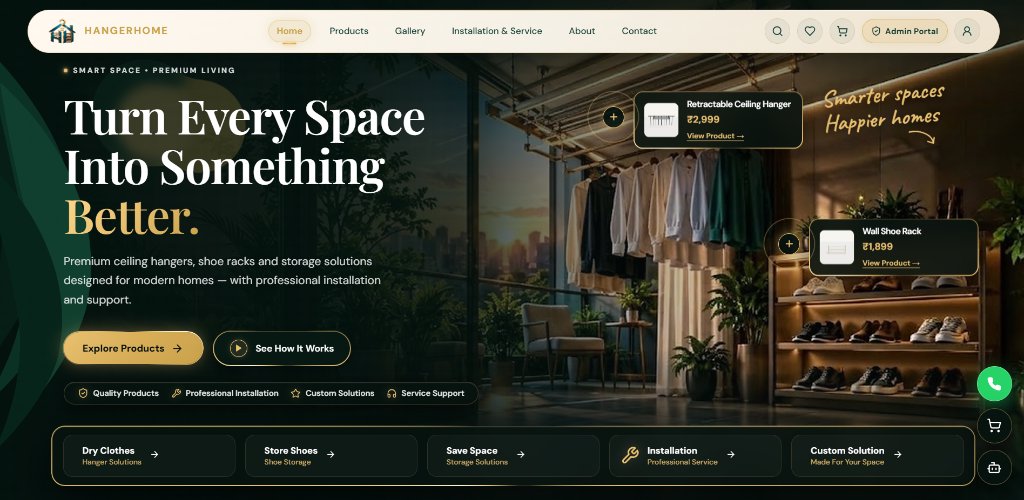 HANGERHOME
Home
Products
Gallery
Installation & Service
About
Contact
Admin Portal
SMART SPACE • PREMIUM LIVING
Turn Every Space
Into Something
Better.
Premium ceiling hangers, shoe racks and storage solutions
designed for modern homes — with professional installation
and support.
Explore Products →
See How It Works
Quality Products
Professional Installation
Custom Solutions
Service Support
Retractable Ceiling Hanger
₹2,999
View Product →
Smarter spaces
Happier homes
Wall Shoe Rack
₹1,899
View Product →
Dry Clothes
Hanger Solutions
Store Shoes
Shoe Storage
Save Space
Storage Solutions
Installation
Professional Service
Custom Solution
Made For Your Space